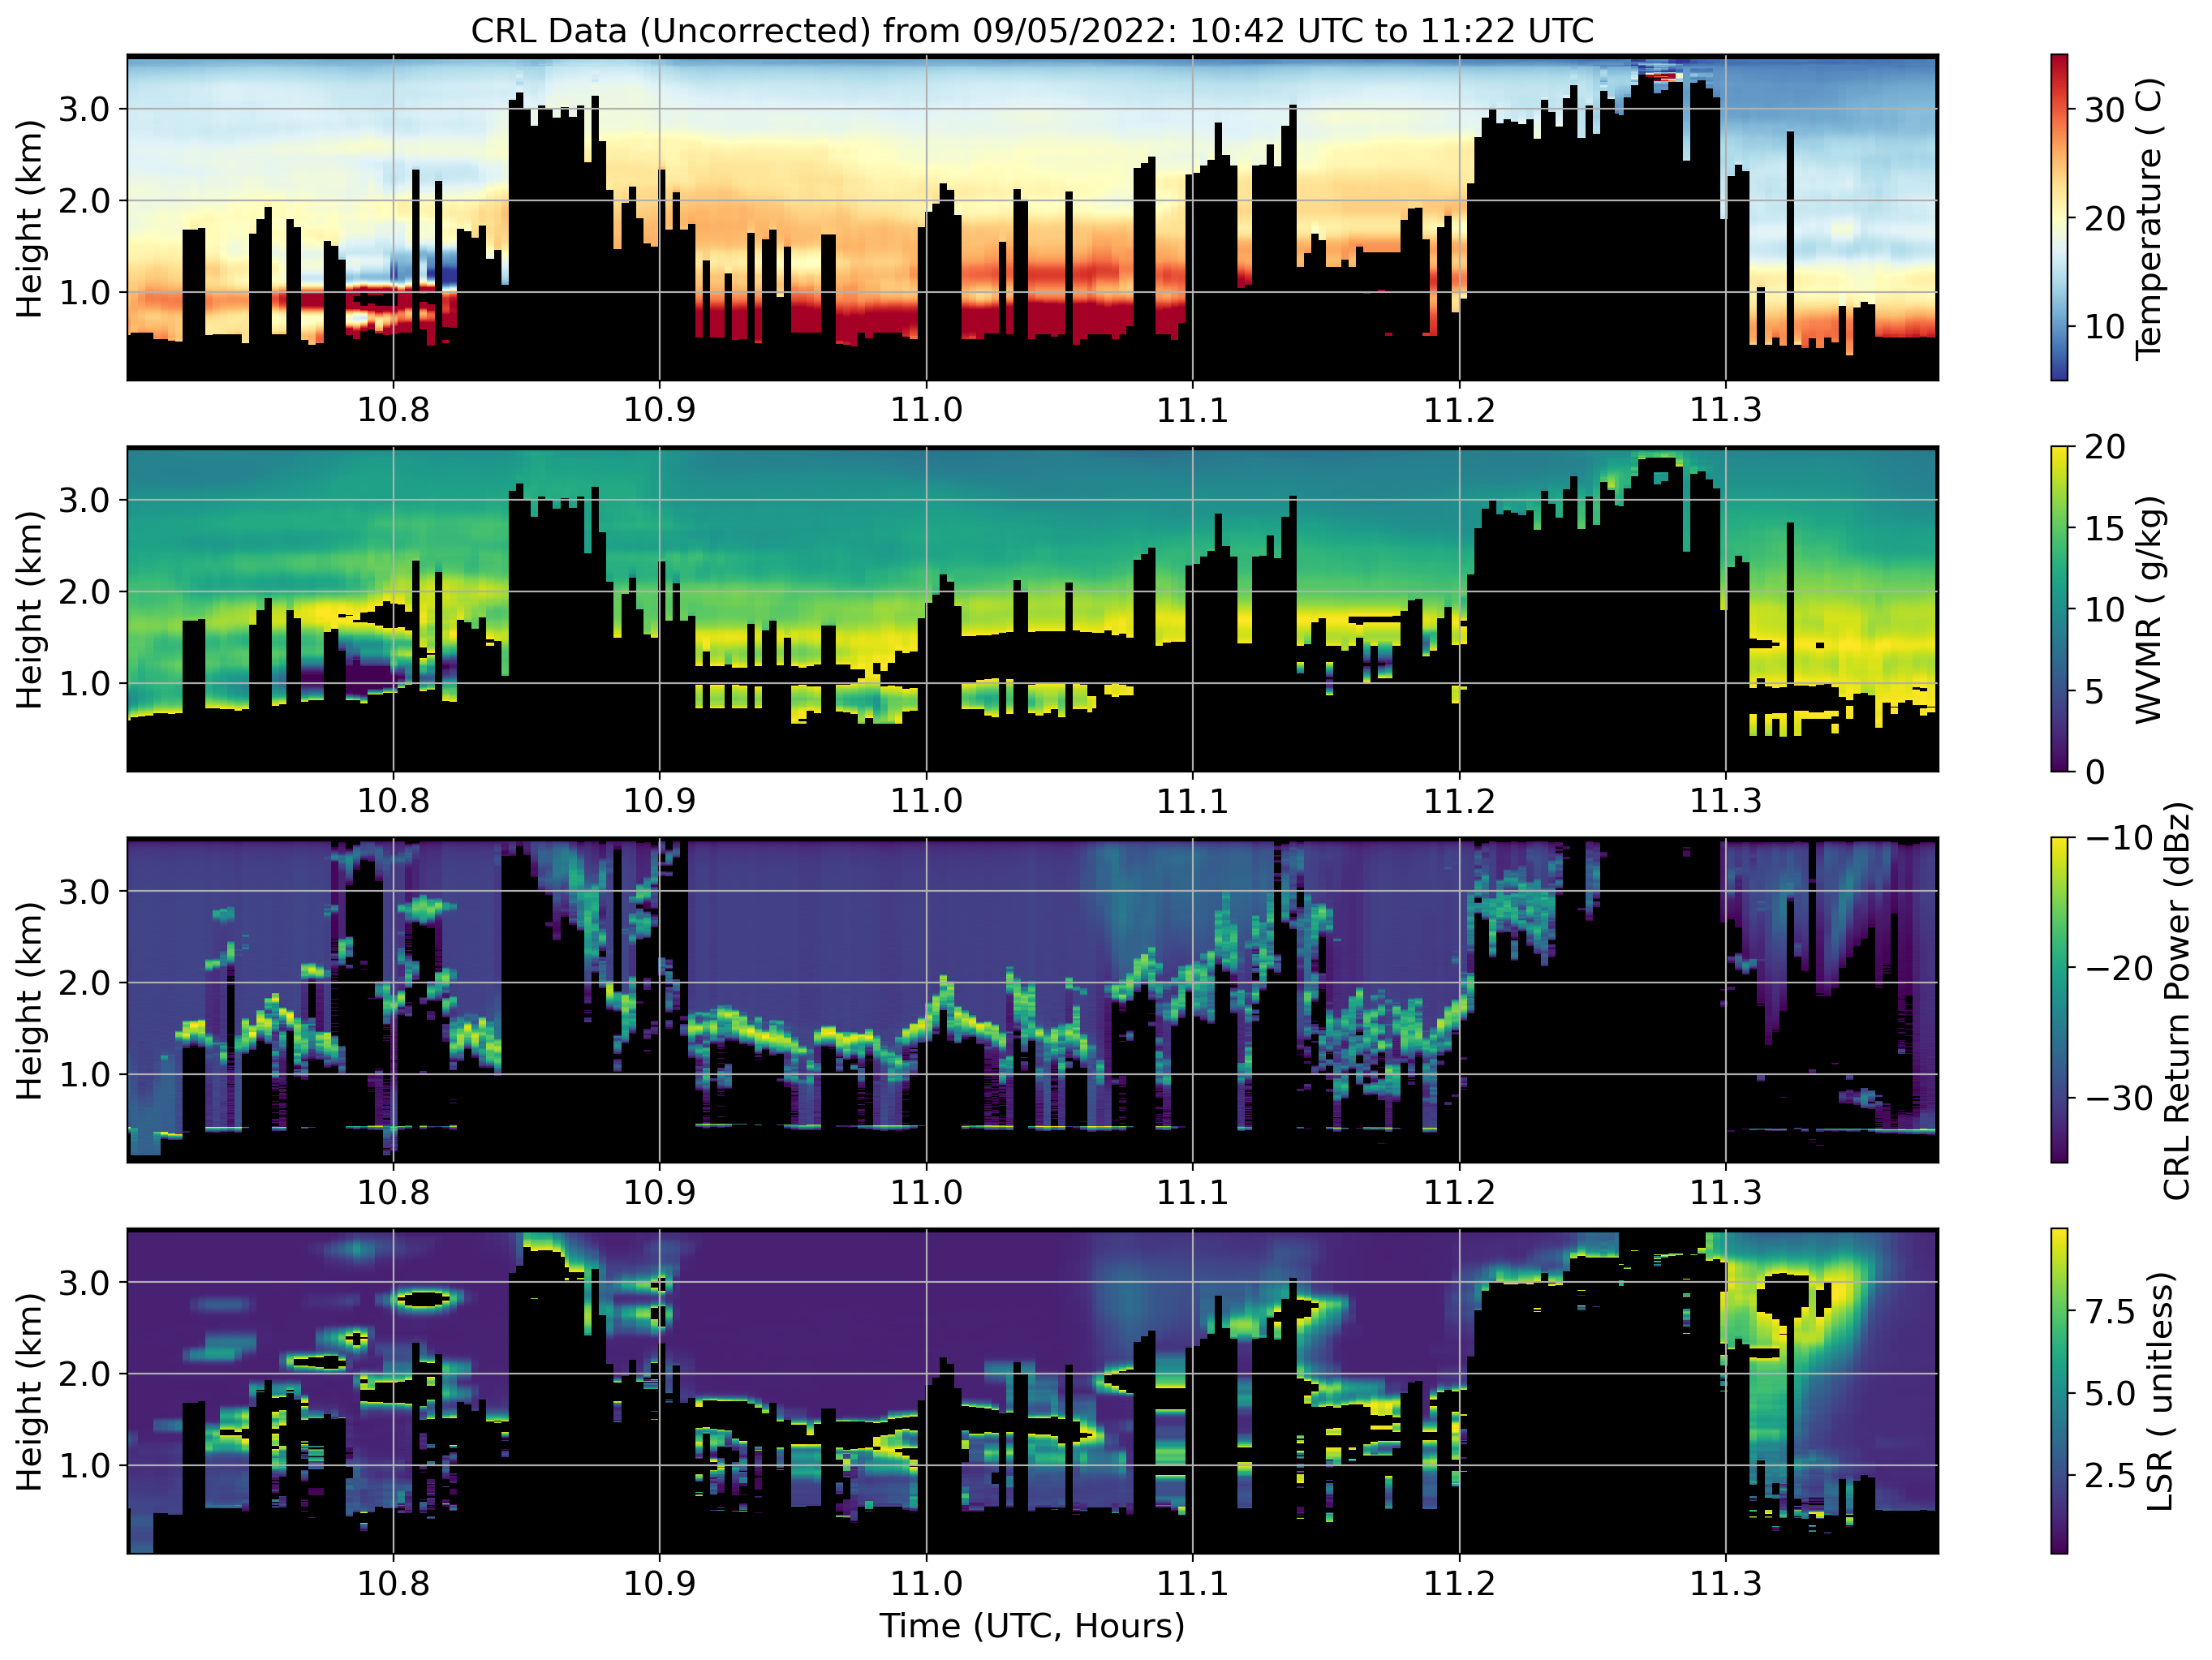 CRL Data (Uncorrected) from 09/05/2022: 10:42 UTC to 11:22 UTC
Height (km)
3.0
2.0
1.0
10.8 10.9 11.0 11.1 11.2 11.3
30
20
10
Temperature ( C)
Height (km)
3.0
2.0
1.0
10.8 10.9 11.0 11.1 11.2 11.3
20
15
10
5
0
WVMR ( g/kg)
Height (km)
3.0
2.0
1.0
10.8 10.9 11.0 11.1 11.2 11.3
−10
−20
−30
CRL Return Power (dBz)
Height (km)
3.0
2.0
1.0
10.8 10.9 11.0 11.1 11.2 11.3
7.5
5.0
2.5
LSR ( unitless)
Time (UTC, Hours)